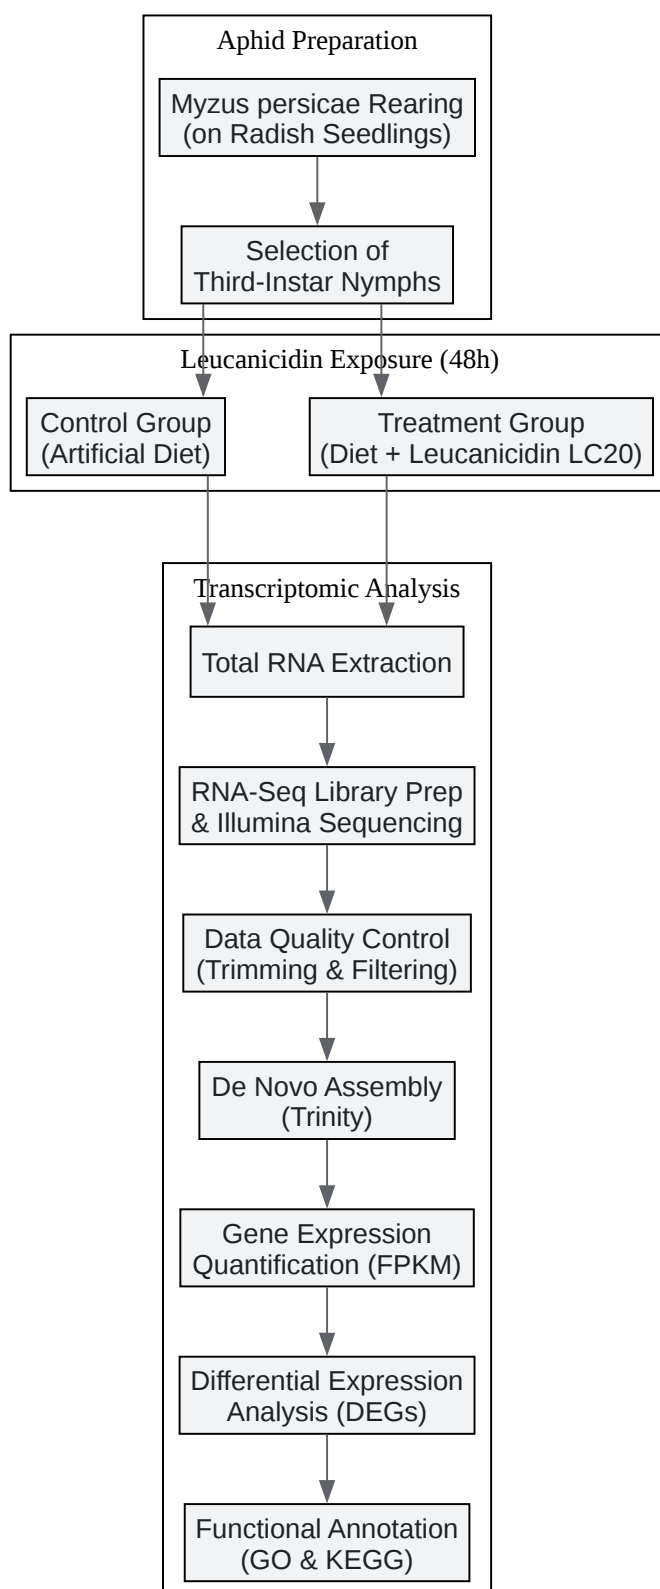 Aphid Preparation
Myzus persicae Rearing
(on Radish Seedlings)
Selection of
Third-Instar Nymphs
Leucanicidin Exposure (48h)
Control Group
(Artificial Diet)
Treatment Group
(Diet + Leucanicidin LC20)
Transcriptomic Analysis
Total RNA Extraction
RNA-Seq Library Prep
& Illumina Sequencing
Data Quality Control
(Trimming & Filtering)
De Novo Assembly
(Trinity)
Gene Expression
Quantification (FPKM)
Differential Expression
Analysis (DEGs)
Functional Annotation
(GO & KEGG)